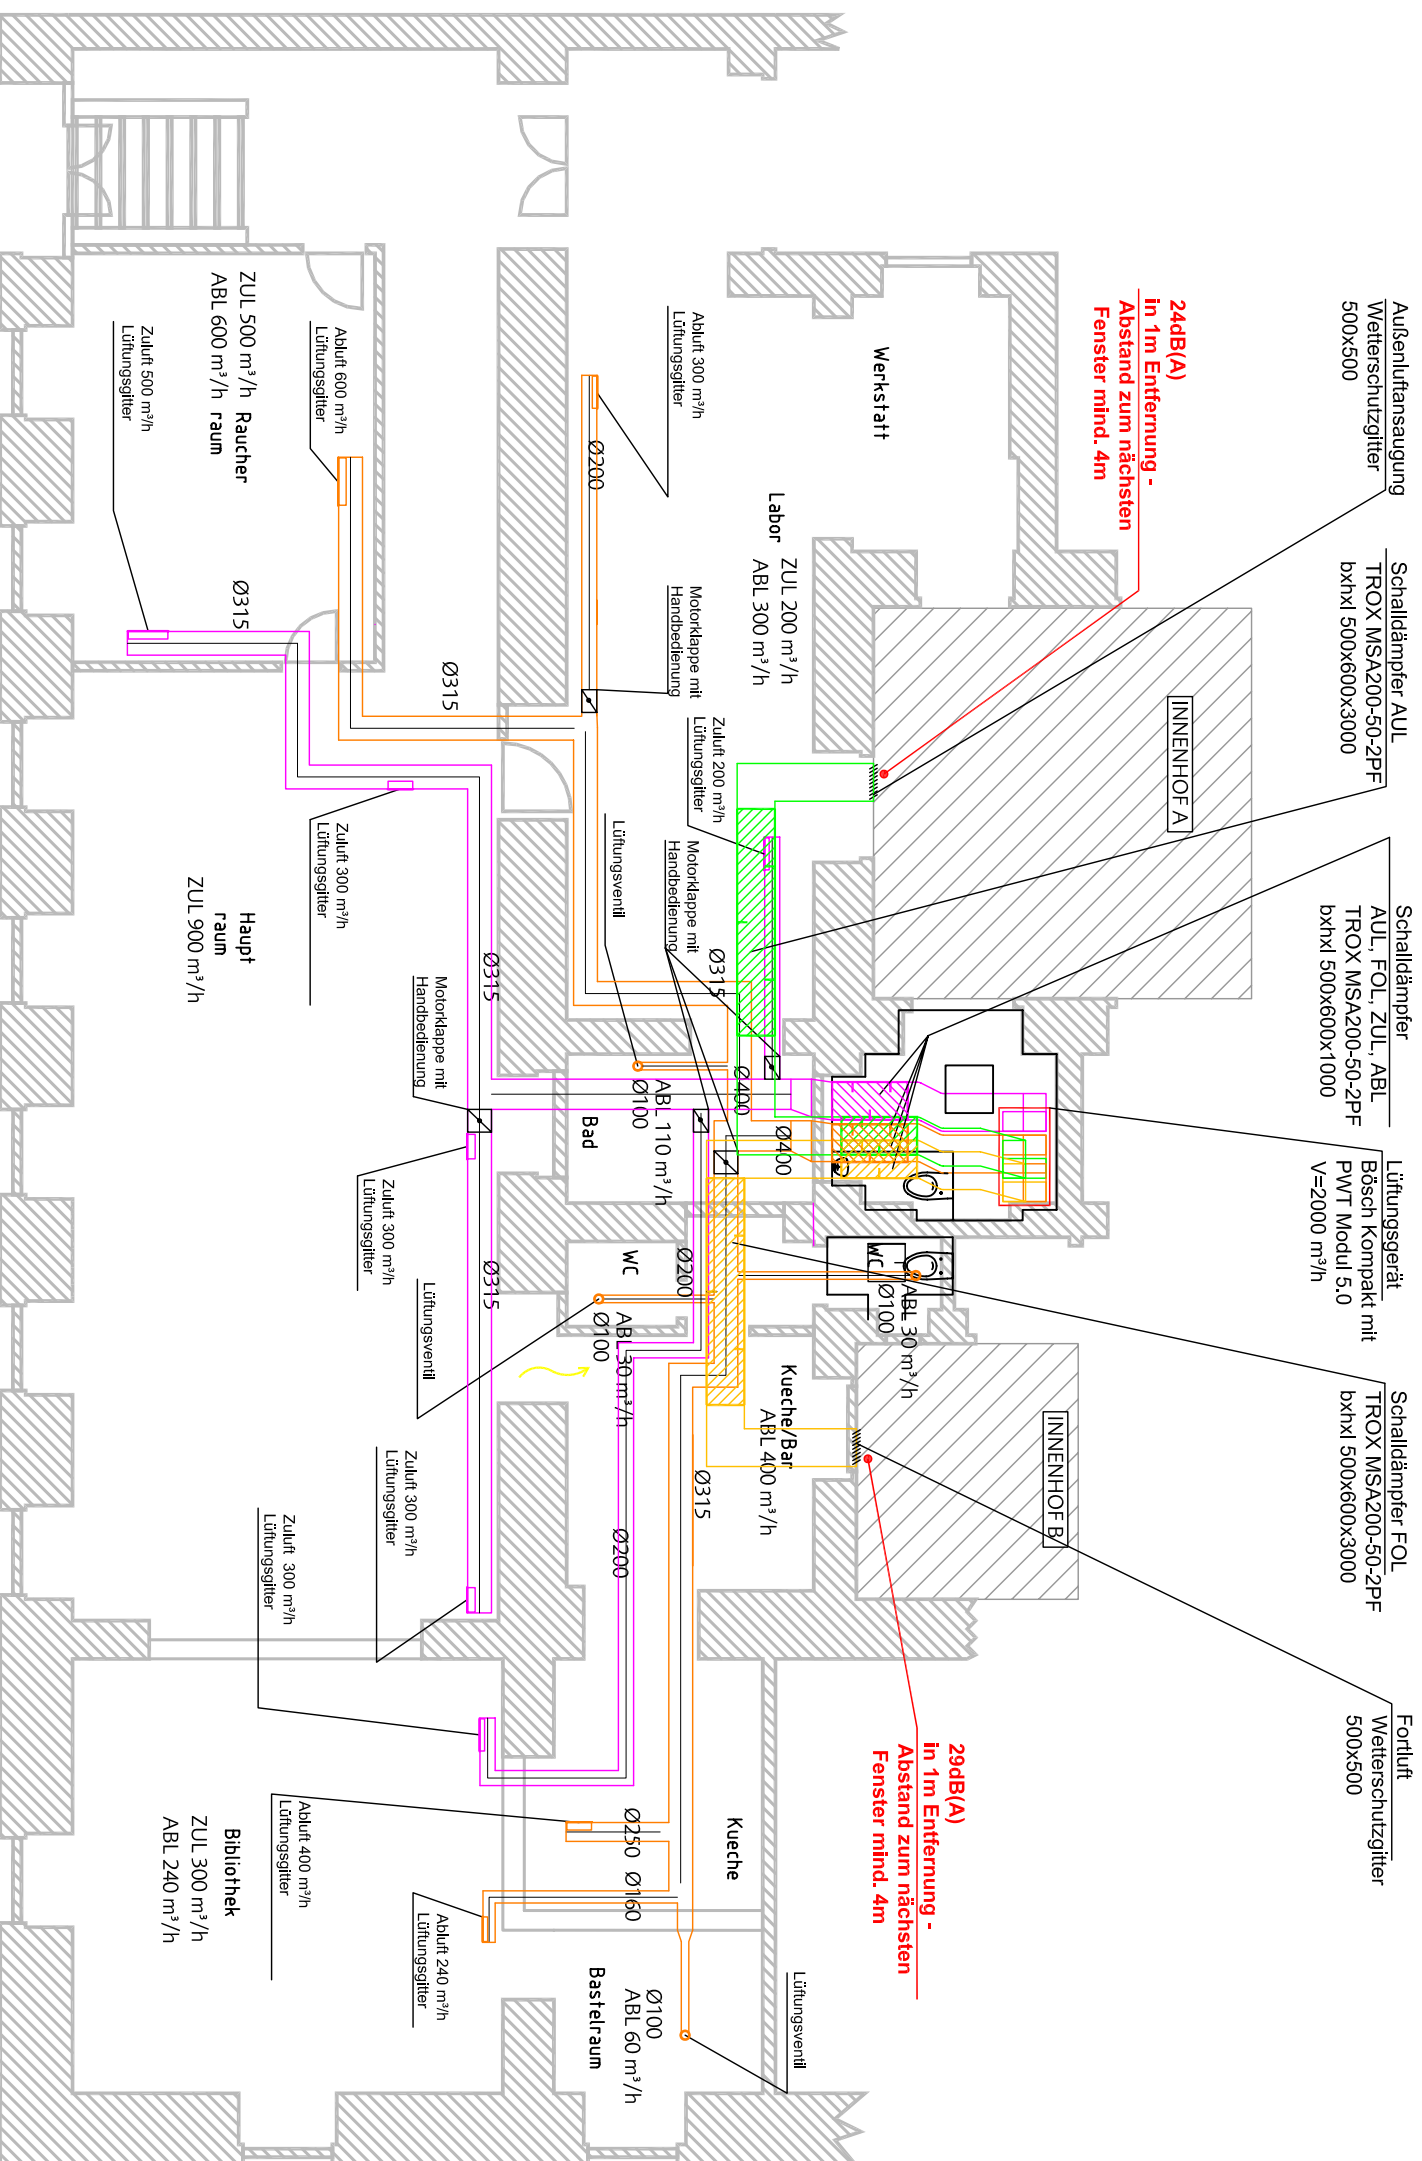 Außenluftansaugung
Wetterschutzgitter
500x500
Schalldämpfer AUL
TROX MSA200-50-2PF
bxhxl 500x600x3000
Schalldämpfer
AUL, FOL, ZUL, ABL
TROX MSA200-50-2PF
bxhxl 500x600x1000
Lüftungsgerät
Bösch Kompakt mit
PWT Modul 5.0
V=2000 m³/h
Schalldämpfer FOL
TROX MSA200-50-2PF
bxhxl 500x600x3000
Fortluft
Wetterschutzgitter
500x500
24dB(A)
in 1m Entfernung -
Abstand zum nächsten
Fenster mind. 4m
INNENHOF A
INNENHOF B
29dB(A)
in 1m Entfernung -
Abstand zum nächsten
Fenster mind. 4m
Werkstatt
Labor
ZUL 200 m³/h
ABL 300 m³/h
Abluft 300 m³/h
Lüftungsgitter
Ø200
Motorklappe mit
Handbedienung
Zuluft 200 m³/h
Lüftungsgitter
Motorklappe mit
Handbedienung
Lüftungsventil
Ø315
Ø400
Ø400
ABL 110 m³/h
Ø100
Bad
WC
Ø200
ABL 30 m³/h
Ø100
WC
ABL 30 m³/h
Ø100
Kueche/Bar
ABL 400 m³/h
Ø315
Ø200
Kueche
Ø250
Ø160
Lüftungsventil
Ø100
ABL 60 m³/h
Bastelraum
ZUL 500 m³/h
ABL 600 m³/h
Raucher
raum
Abluft 600 m³/h
Lüftungsgitter
Zuluft 500 m³/h
Lüftungsgitter
Ø315
Ø315
Zuluft 300 m³/h
Lüftungsgitter
Haupt
raum
ZUL 900 m³/h
Ø315
Motorklappe mit
Handbedienung
Zuluft 300 m³/h
Lüftungsgitter
Ø315
Lüftungsventil
Zuluft 300 m³/h
Lüftungsgitter
Zuluft 300 m³/h
Lüftungsgitter
Abluft 400 m³/h
Lüftungsgitter
Bibliothek
ZUL 300 m³/h
ABL 240 m³/h
Abluft 240 m³/h
Lüftungsgitter